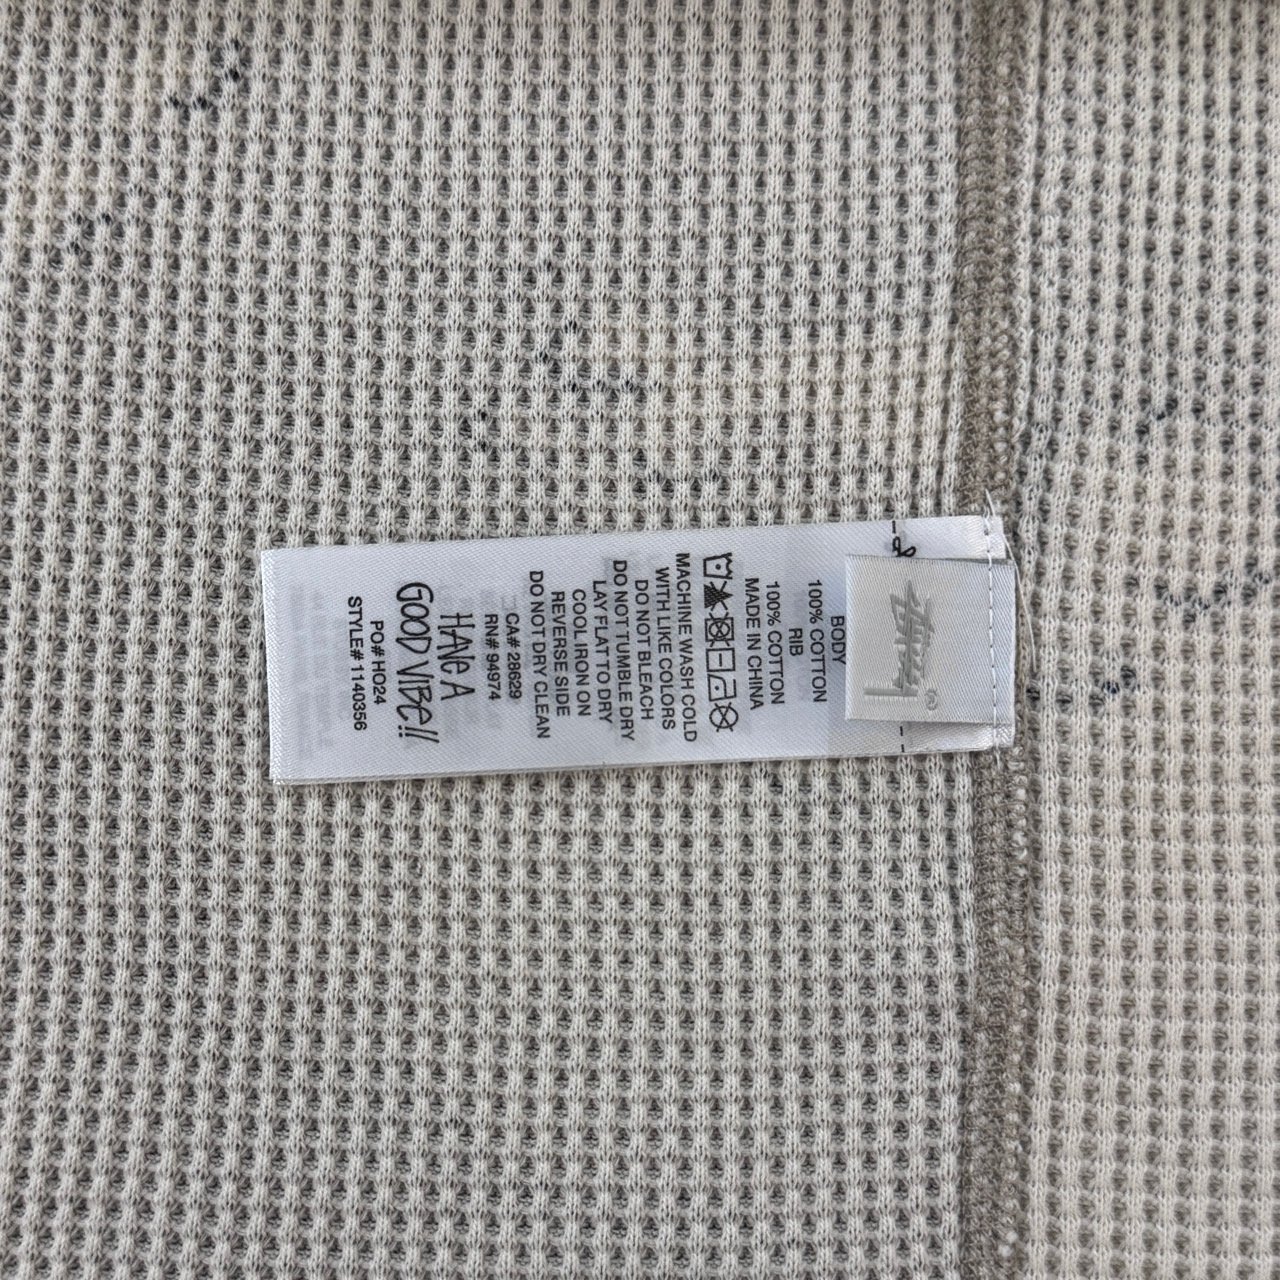 BODY
100% COTTON
RIB
100% COTTON
MADE IN CHINA
MACHINE WASH COLD
WITH LIKE COLORS
DO NOT BLEACH
DO NOT TUMBLE DRY
LAY FLAT TO DRY
COOL IRON ON
REVERSE SIDE
DO NOT DRY CLEAN
CA# 28629
RN# 94974
HAVE A
GOOD VIBE!!
PO# HO24
STYLE# 1140356
Stüssy
®